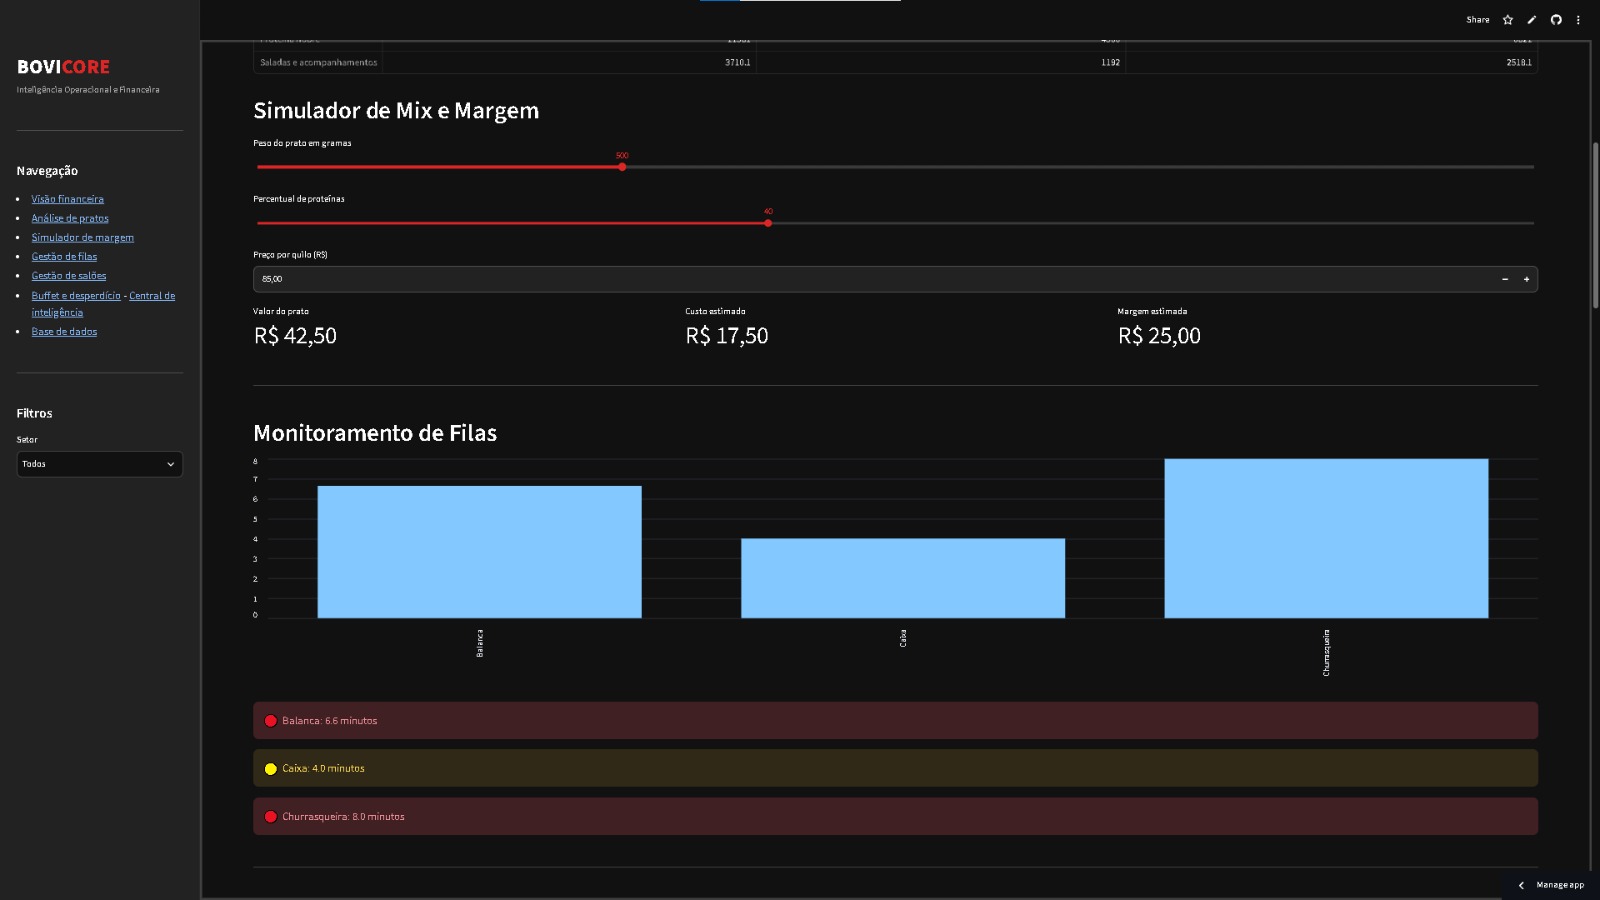 Share
BOVICORE
Inteligência Operacional e Financeira
Navegação
Visão financeira
Análise de pratos
Simulador de margem
Gestão de filas
Gestão de salões
Buffet e desperdício - Central de
inteligência
Base de dados
Filtros
Setor
Todos
Saladas e acompanhamentos 3710.1 1192 2518.1
Simulador de Mix e Margem
Peso do prato em gramas
500
Percentual de proteínas
40
Preço por quilo (R$)
85,00
Valor do prato Custo estimado Margem estimada
R$ 42,50 R$ 17,50 R$ 25,00
Monitoramento de Filas
8
7
6
5
4
3
2
1
0
Balanca Caixa Churrasqueira
Balanca: 6.6 minutos
Caixa: 4.0 minutos
Churrasqueira: 8.0 minutos
Manage app